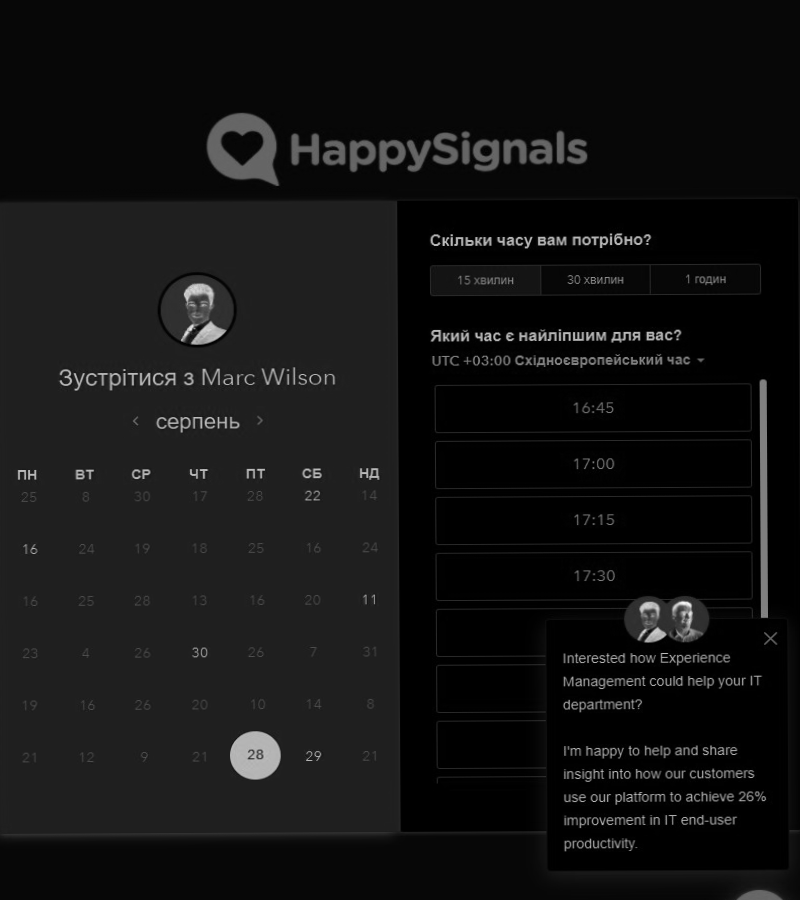 HappySignals
Зустрітися з Marc Wilson
серпень
ПН ВТ СР ЧТ ПТ СБ НД
25 8 30 17 28 22 14
16 24 19 18 25 16 24
16 25 28 13 16 20 11
23 4 26 30 26 7 31
19 16 26 20 10 14 8
21 12 9 21 28 29 21
Скільки часу вам потрібно?
15 хвилин 30 хвилин 1 годин
Який час є найліпшим для вас?
UTC +03:00 Східноєвропейський час
16:45
17:00
17:15
17:30
Interested how Experience
Management could help your IT
department?
I'm happy to help and share
insight into how our customers
use our platform to achieve 26%
improvement in IT end-user
productivity.